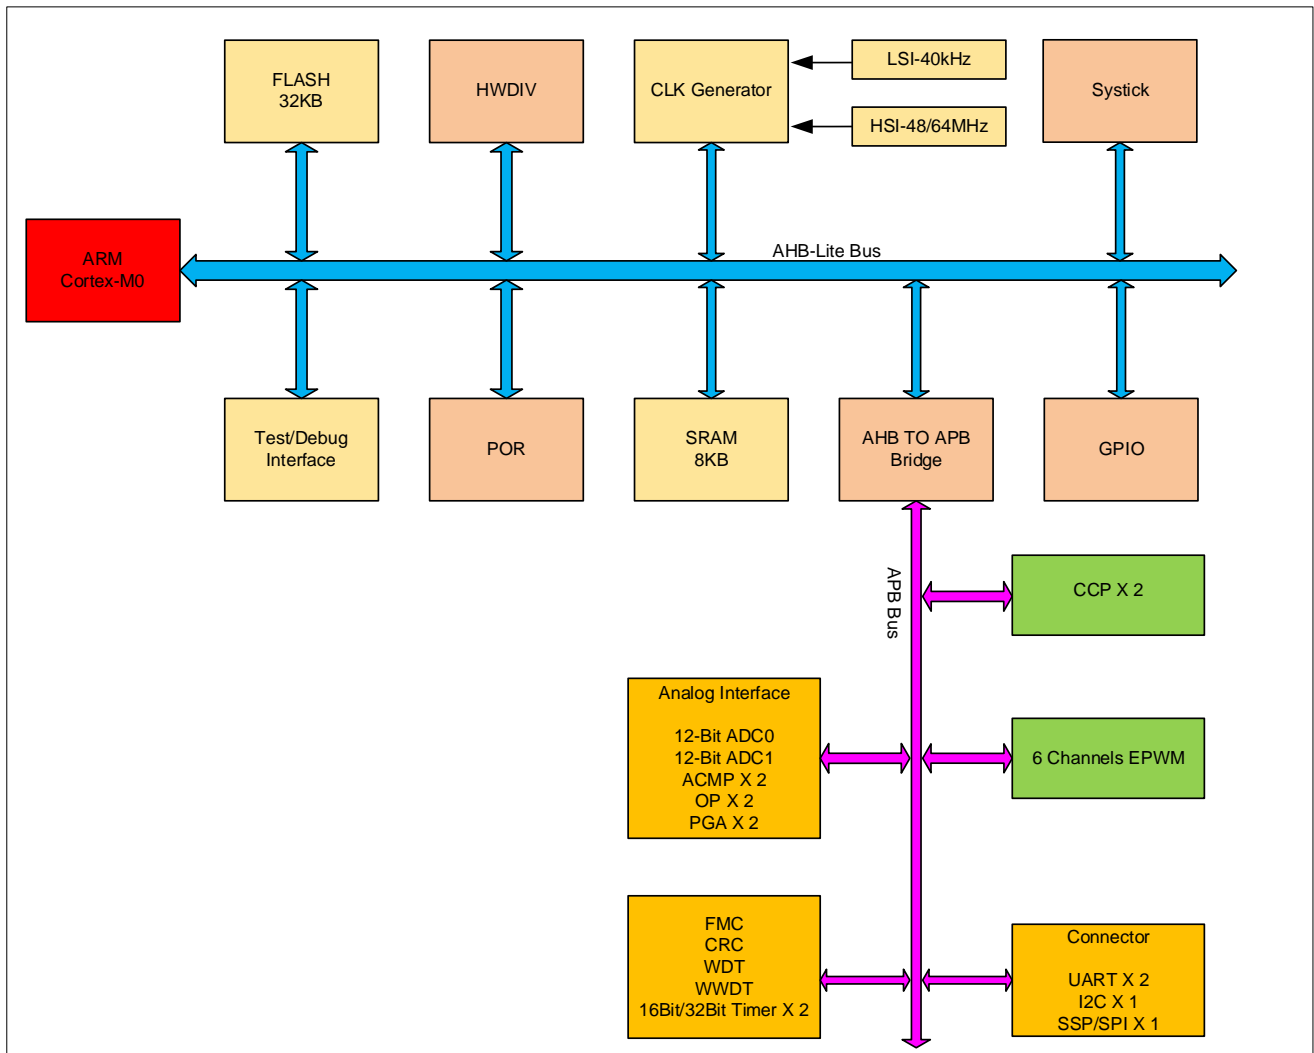 FLASH
32KB
HWDIV
CLK Generator
LSI-40kHz
HSI-48/64MHz
Systick
ARM
Cortex-M0
AHB-Lite Bus
Test/Debug
Interface
POR
SRAM
8KB
AHB TO APB
Bridge
GPIO
APB Bus
CCP X 2
Analog Interface
12-Bit ADC0
12-Bit ADC1
ACMP X 2
OP X 2
PGA X 2
6 Channels EPWM
FMC
CRC
WDT
WWDT
16Bit/32Bit Timer X 2
Connector
UART X 2
I2C X 1
SSP/SPI X 1